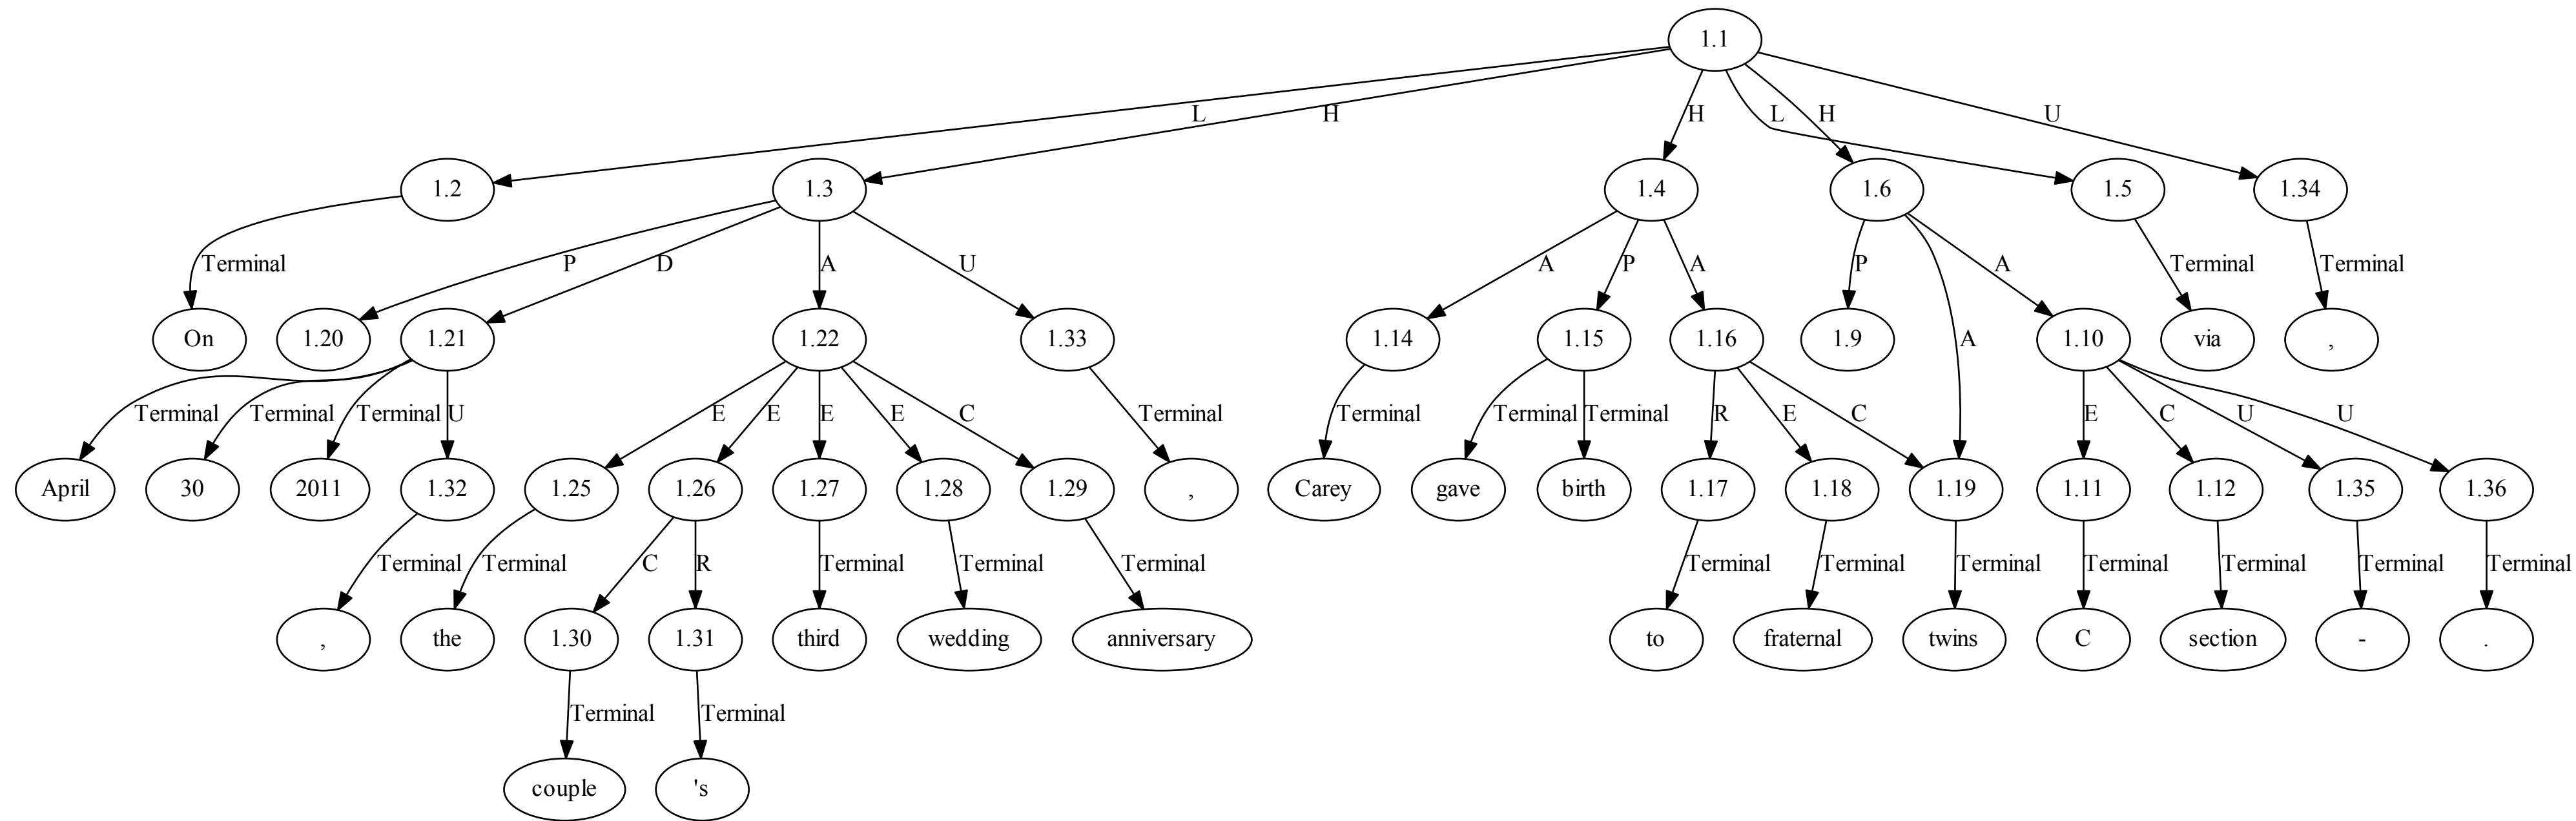 1.1
L H H L H U
1.2 1.3 1.4 1.6 1.5 1.34
Terminal P D A U A P A P A A Terminal Terminal
On 1.20 1.21 1.22 1.33 1.14 1.15 1.16 1.9 1.10 via ,
Terminal Terminal Terminal U E E E E C Terminal Terminal Terminal Terminal R E C E C U U
April 30 2011 1.32 1.25 1.26 1.27 1.28 1.29 , Carey gave birth 1.17 1.18 1.19 1.11 1.12 1.35 1.36
Terminal Terminal C R Terminal Terminal Terminal Terminal Terminal Terminal Terminal Terminal Terminal Terminal
, the 1.30 1.31 third wedding anniversary to fraternal twins C section - .
Terminal Terminal
couple 's